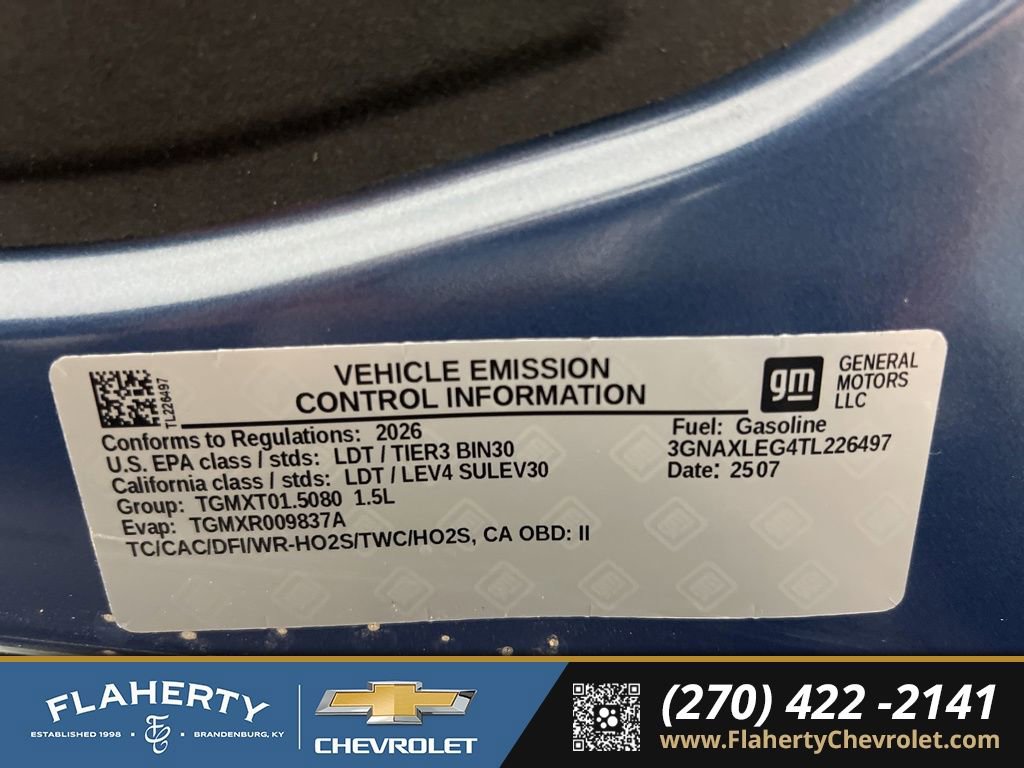 VEHICLE EMISSION
CONTROL INFORMATION
gm
GENERAL
MOTORS
LLC
TL226497
Conforms to Regulations: 2026
U.S. EPA class / stds: LDT / TIER3 BIN30
California class / stds: LDT / LEV4 SULEV30
Group: TGMXT01.5080 1.5L
Evap: TGMXR009837A
TC/CAC/DFI/WR-HO2S/TWC/HO2S, CA OBD: II
Fuel: Gasoline
3GNAXLEG4TL226497
Date: 2507
FLAHERTY
ESTABLISHED 1998 • FC • BRANDENBURG, KY
CHEVROLET
(270) 422 -2141
www.FlahertyChevrolet.com